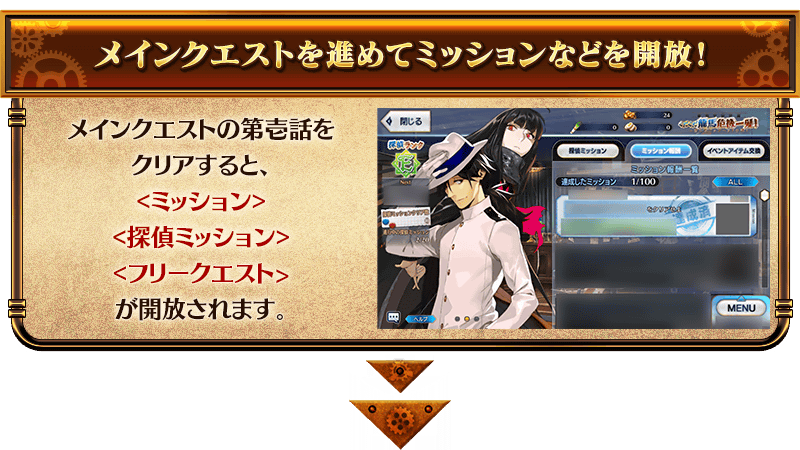 メインクエストを進めてミッションなどを開放！
メインクエストの第壱話を
クリアすると、
<ミッション>
<探偵ミッション>
<フリークエスト>
が開放されます。
閉じる
探偵ランク
Next
0
24
0
0
探偵ミッション
ミッション報酬
イベントアイテム交換
ミッション報酬一覧
達成したミッション 1/100
ALL
達成済
2/20
ヘルプ
MENU